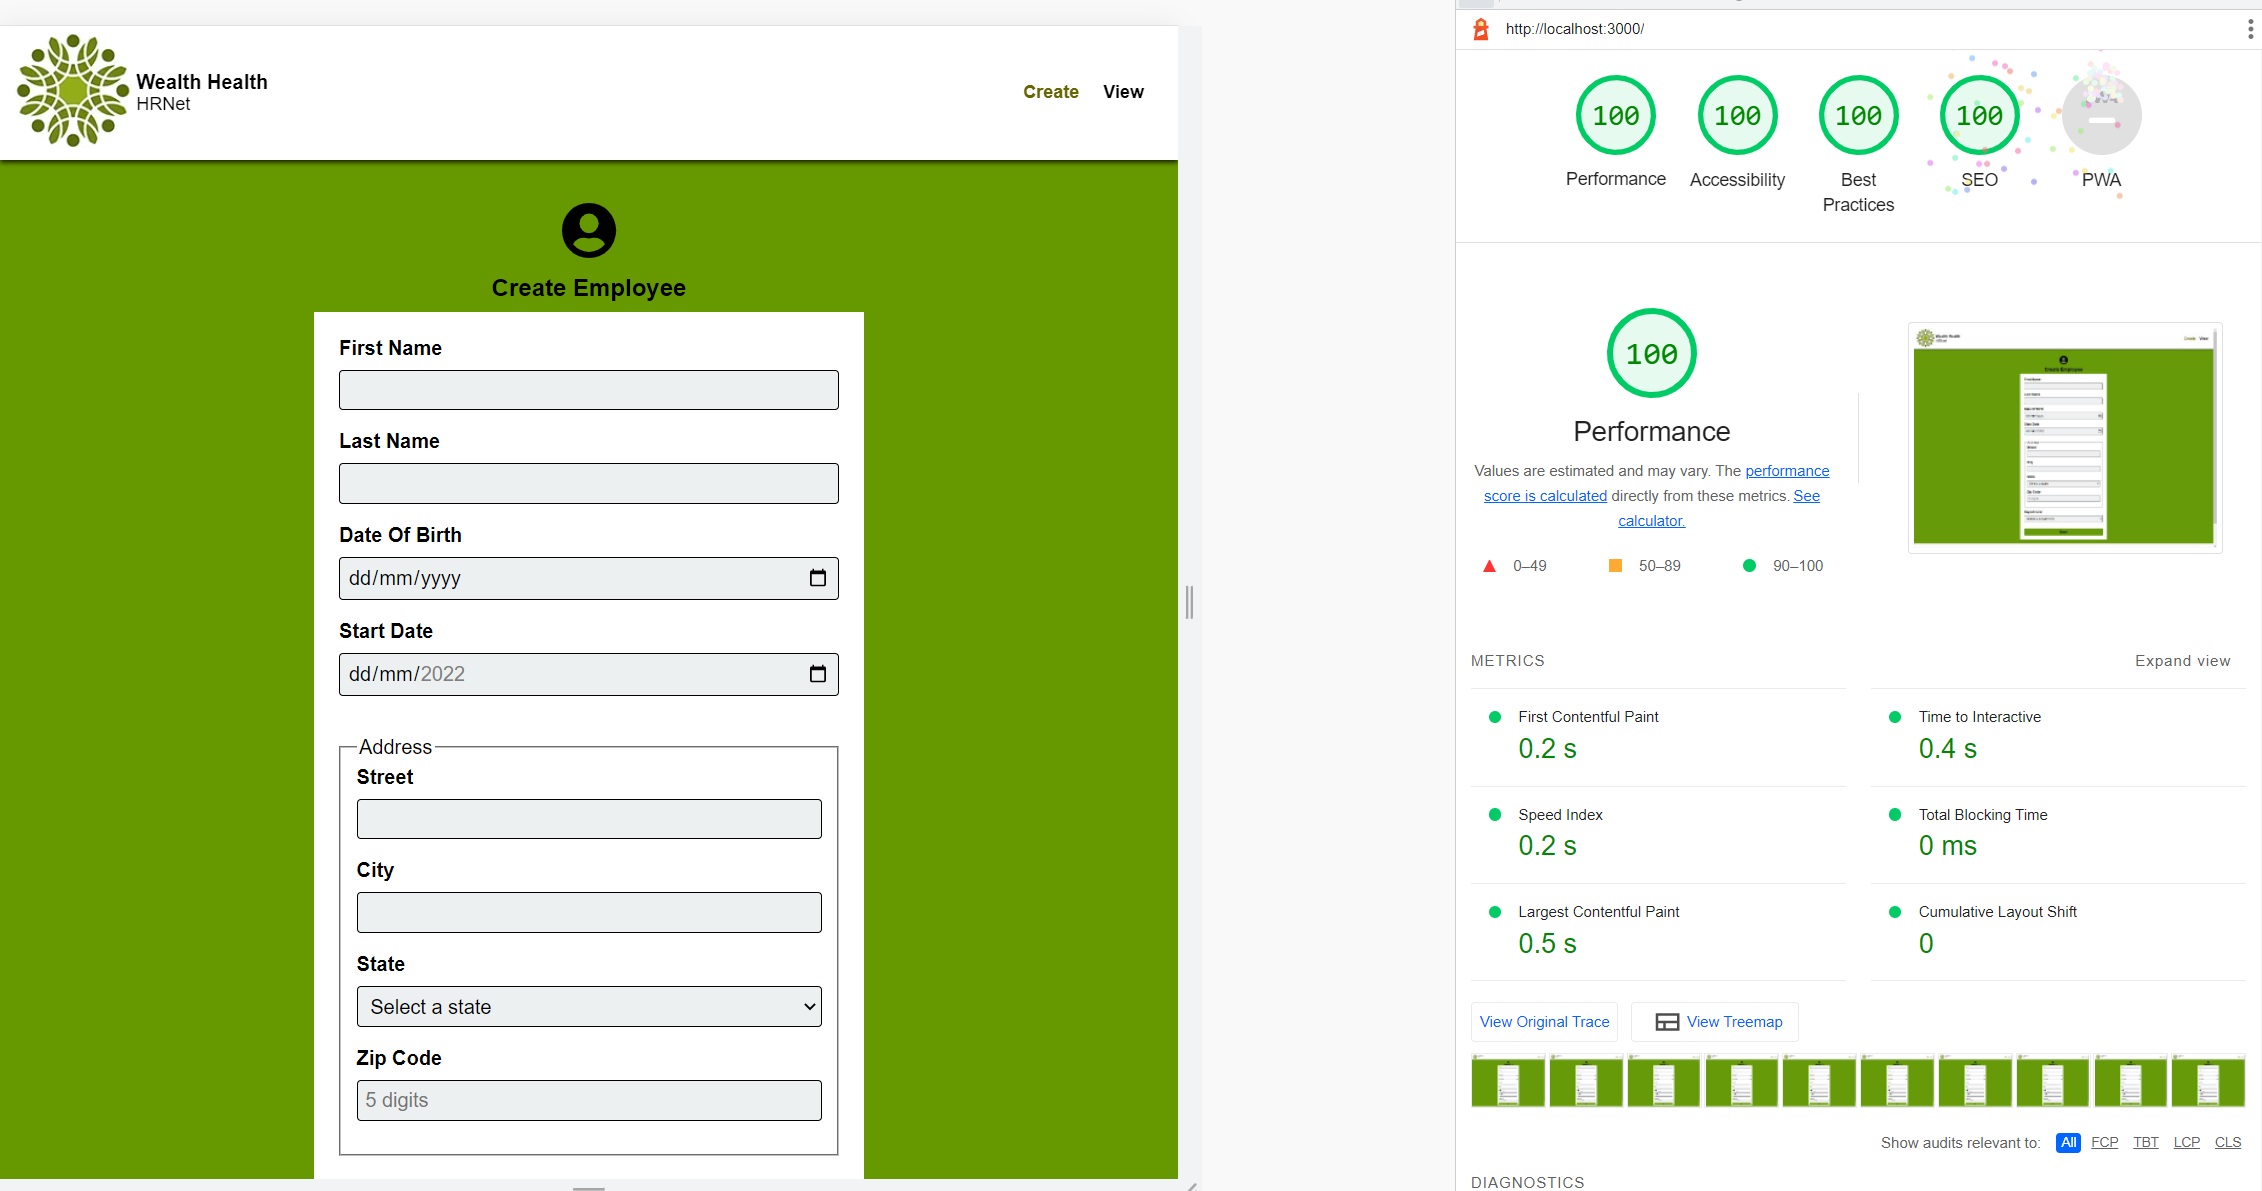 Wealth Health
HRNet
Create
View
Create Employee
First Name
Last Name
Date Of Birth
dd/mm/yyyy
Start Date
dd/mm/2022
Address
Street
City
State
Select a state
Zip Code
5 digits
http://localhost:3000/
100
100
100
100
Performance
Accessibility
Best
Practices
SEO
PWA
100
Performance
Values are estimated and may vary. The performance
score is calculated directly from these metrics. See
calculator.
0–49
50–89
90–100
METRICS
Expand view
First Contentful Paint
0.2 s
Time to Interactive
0.4 s
Speed Index
0.2 s
Total Blocking Time
0 ms
Largest Contentful Paint
0.5 s
Cumulative Layout Shift
0
View Original Trace
View Treemap
Show audits relevant to: All FCP TBT LCP CLS
DIAGNOSTICS